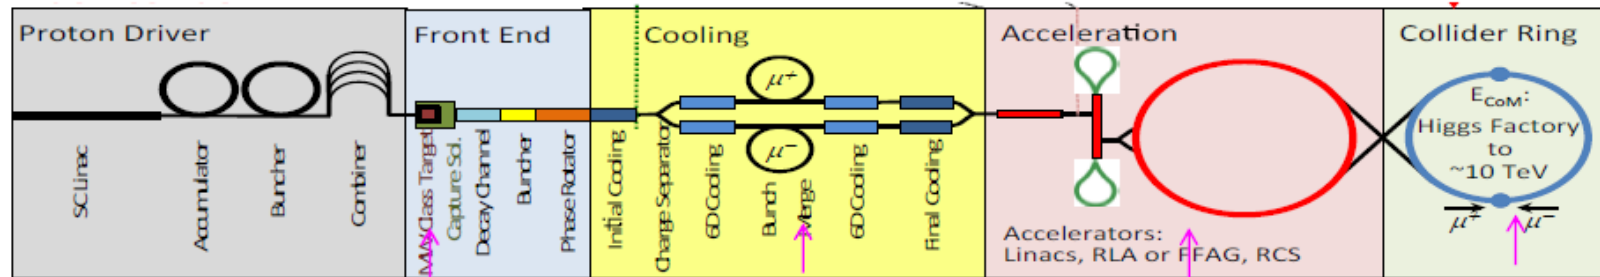 Proton Driver
SC Linac
Accumulator
Buncher
Combiner
Front End
MW-Class Target
Capture Sol.
Decay Channel
Buncher
Phase Rotator
Cooling
μ+
μ−
Initial Cooling
Charge Separator
6D Cooling
Bunch
Merge
6D Cooling
Final Cooling
Acceleration
Accelerators:
Linacs, RLA or FFAG, RCS
Collider Ring
ECoM:
Higgs Factory
to
~10 TeV
μ+ μ−